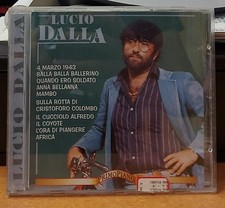 LUCIO
DALLA
4 MARZO 1943
BALLA BALLA BALLERINO
QUANDO ERO SOLDATO
ANNA BELLANNA
MAMBO
SULLA ROTTA DI
CRISTOFORO COLOMBO
IL CUCCIOLO ALFREDO
IL COYOTE
L'ORA DI PIANGERE
AFRICA
LUCIO DALLA
PRIMOPIANO